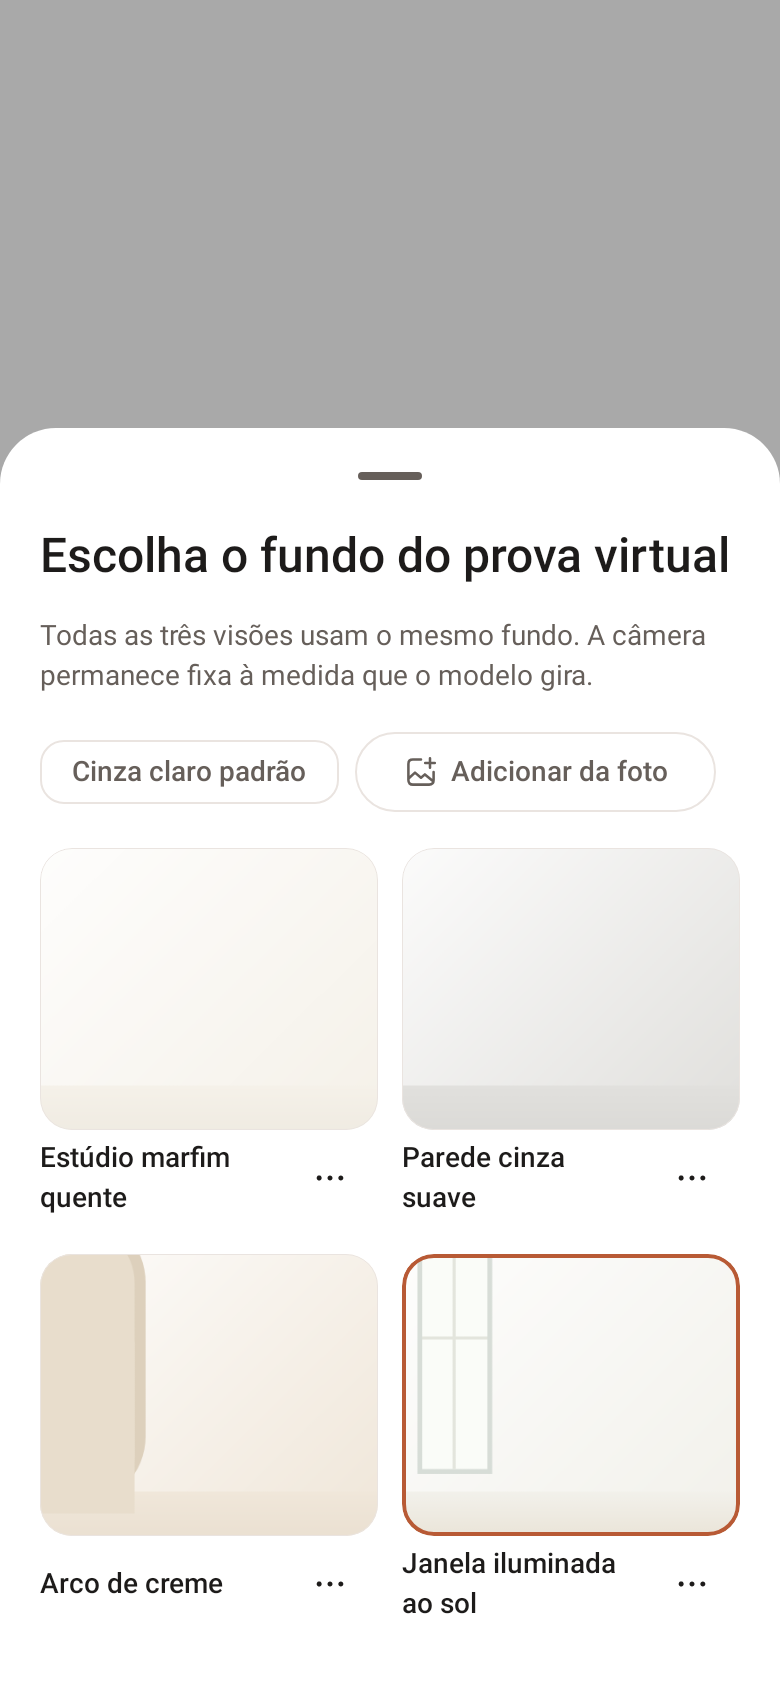 Escolha o fundo do prova virtual
Todas as três visões usam o mesmo fundo. A câmera
permanece fixa à medida que o modelo gira.
Cinza claro padrão
Adicionar da foto
Estúdio marfim
quente
Parede cinza
suave
Arco de creme
Janela iluminada
ao sol